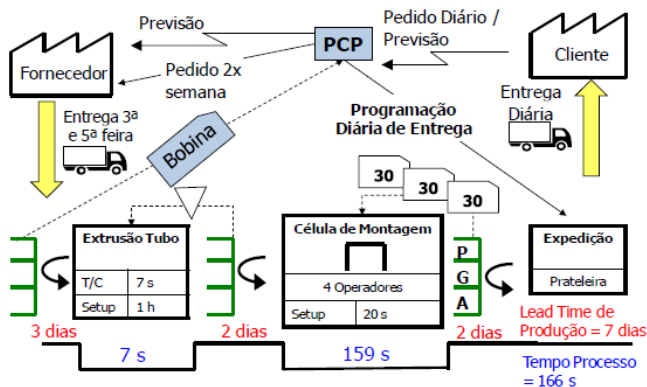 Previsão
Pedido Diário /
Previsão
PCP
Fornecedor
Cliente
Pedido 2x
semana
Entrega 3ª
e 5ª feira
Bobina
Programação
Diária de Entrega
Entrega
Diária
30
30
30
Extrusão Tubo
T/C 7 s
Setup 1 h
Célula de Montagem
4 Operadores
Setup 20 s
P
G
A
Expedição
Prateleira
3 dias
2 dias
2 dias
Lead Time de
Produção = 7 dias
7 s
159 s
Tempo Processo
= 166 s